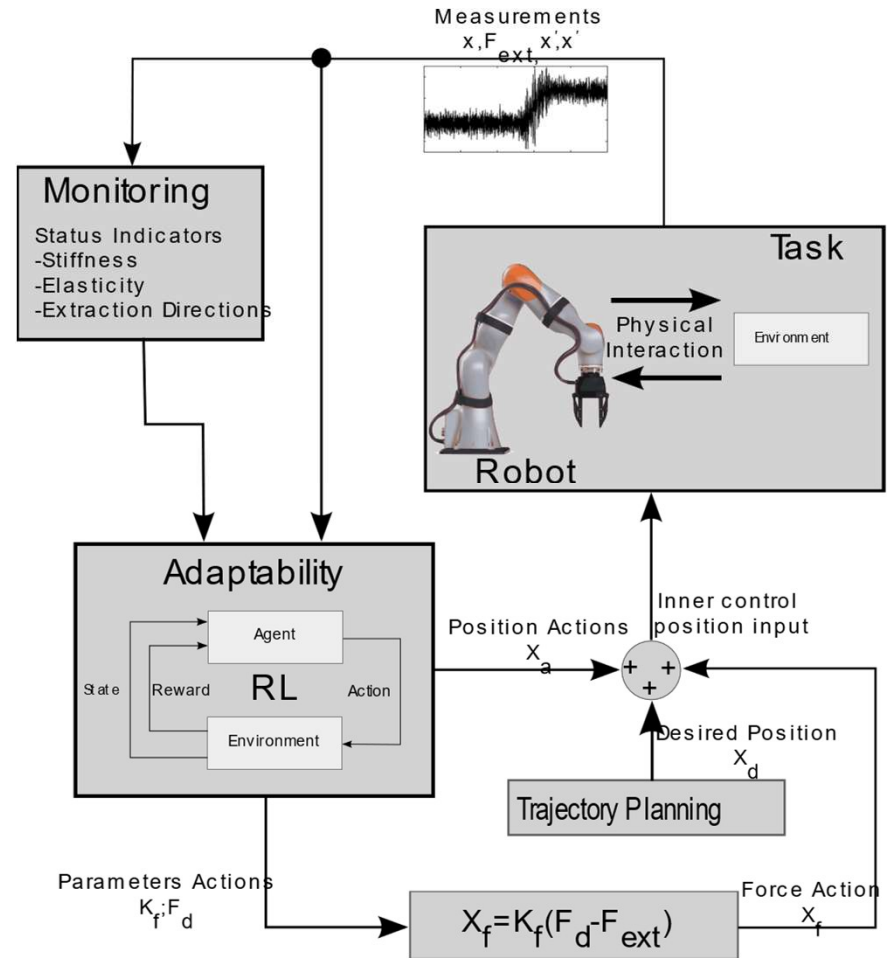 Measurements
x,F_ext, x',x'
Monitoring
Status Indicators
-Stiffness
-Elasticity
-Extraction Directions
Task
Physical
Interaction
Environment
Robot
Adaptability
Agent
State
Reward
RL
Action
Environment
Position Actions
X_a
Inner control
position input
+ +
+
Desired Position
X_d
Trajectory Planning
Parameters Actions
K_f;F_d
X_f=K_f(F_d-F_ext)
Force Action
X_f